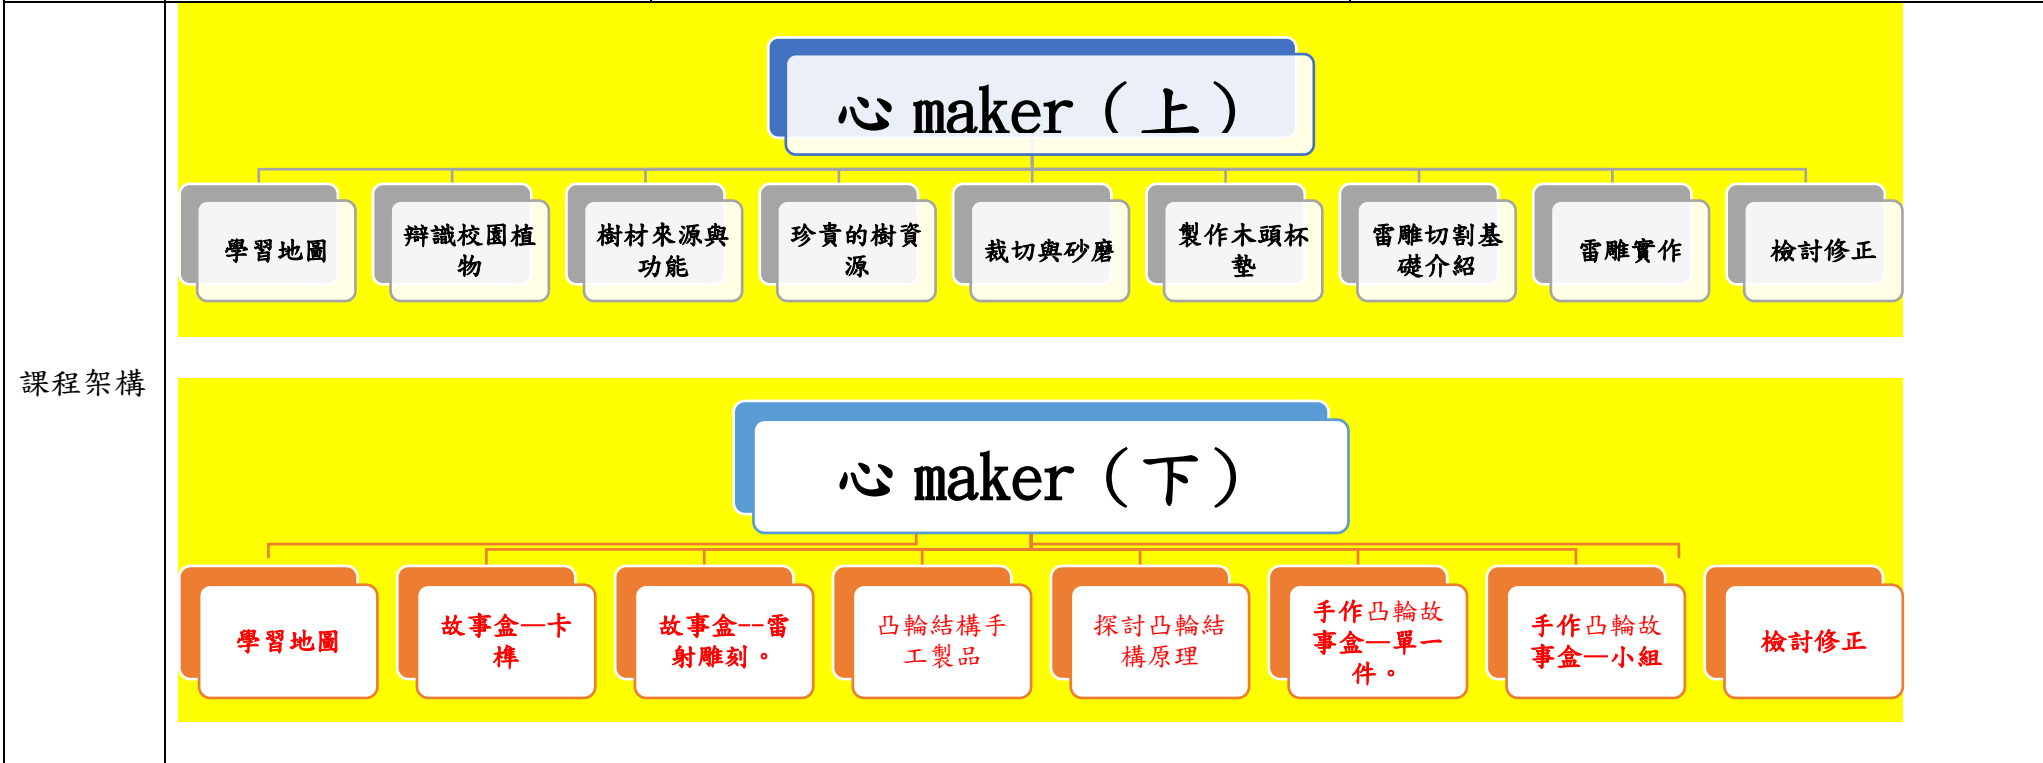 課程架構
心 maker（上）
學習地圖
辯識校園植
物
樹材來源與
功能
珍貴的樹資
源
裁切與砂磨
製作木頭杯
墊
雷雕切割基
礎介紹
雷雕實作
檢討修正
心 maker（下）
學習地圖
故事盒—卡
榫
故事盒--雷
射雕刻。
凸輪結構手
工製品
探討凸輪結
構原理
手作凸輪故
事盒—單一
件。
手作凸輪故
事盒—小組
檢討修正